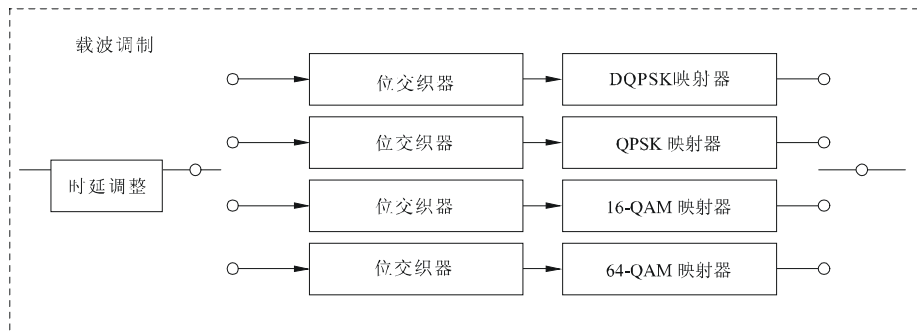 载波调制
位交织器
DQPSK映射器
位交织器
QPSK 映射器
时延调整
位交织器
16-QAM 映射器
位交织器
64-QAM 映射器